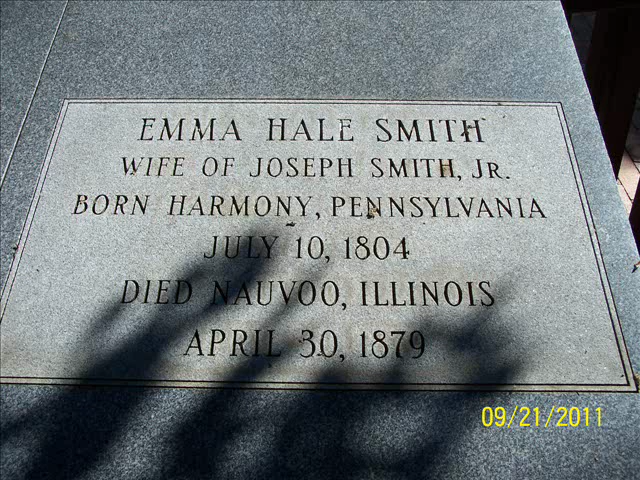 EMMA HALE SMITH
WIFE OF JOSEPH SMITH, JR.
BORN HARMONY, PENNSYLVANIA
JULY 10, 1804
DIED NAUVOO, ILLINOIS
APRIL 30, 1879
09/21/2011